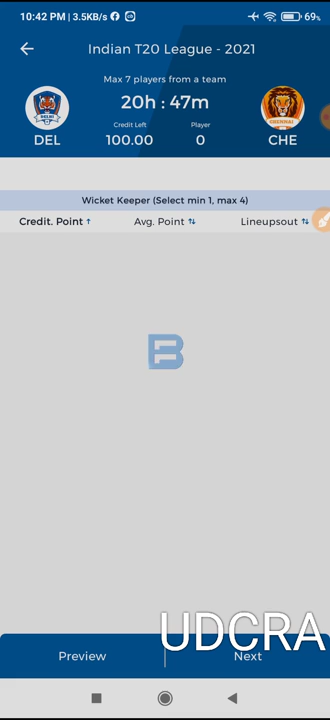 10:42 PM | 3.5KB/s
69%
Indian T20 League - 2021
Max 7 players from a team
20h : 47m
DELHI
CHENNAI
Credit Left
Player
DEL
100.00
0
CHE
Wicket Keeper (Select min 1, max 4)
Credit. Point ↑ Avg. Point ⇅ Lineupsout ⇅
UDCRA
Preview
Next